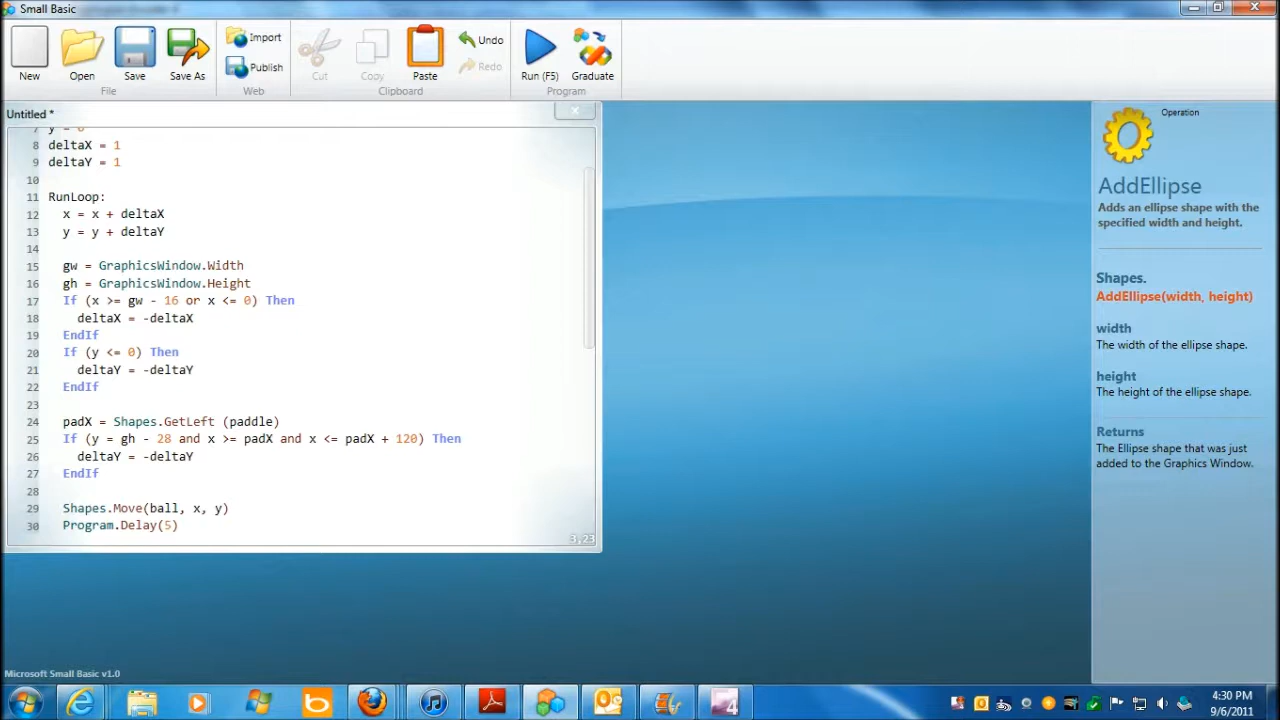 Small Basic
New
Open
Save
Save As
Import
Publish
Cut
Copy
Paste
Undo
Redo
Run (F5)
Graduate
File
Web
Clipboard
Program
Untitled *
7 y = 0
8 deltaX = 1
9 deltaY = 1
10
11 RunLoop:
12 x = x + deltaX
13 y = y + deltaY
14
15 gw = GraphicsWindow.Width
16 gh = GraphicsWindow.Height
17 If (x >= gw - 16 or x <= 0) Then
18 deltaX = -deltaX
19 EndIf
20 If (y <= 0) Then
21 deltaY = -deltaY
22 EndIf
23
24 padX = Shapes.GetLeft (paddle)
25 If (y = gh - 28 and x >= padX and x <= padX + 120) Then
26 deltaY = -deltaY
27 EndIf
28
29 Shapes.Move(ball, x, y)
30 Program.Delay(5)
3,23
Operation
AddEllipse
Adds an ellipse shape with the
specified width and height.
Shapes.
AddEllipse(width, height)
width
The width of the ellipse shape.
height
The height of the ellipse shape.
Returns
The Ellipse shape that was just
added to the Graphics Window.
Microsoft Small Basic v1.0
4:30 PM
9/6/2011